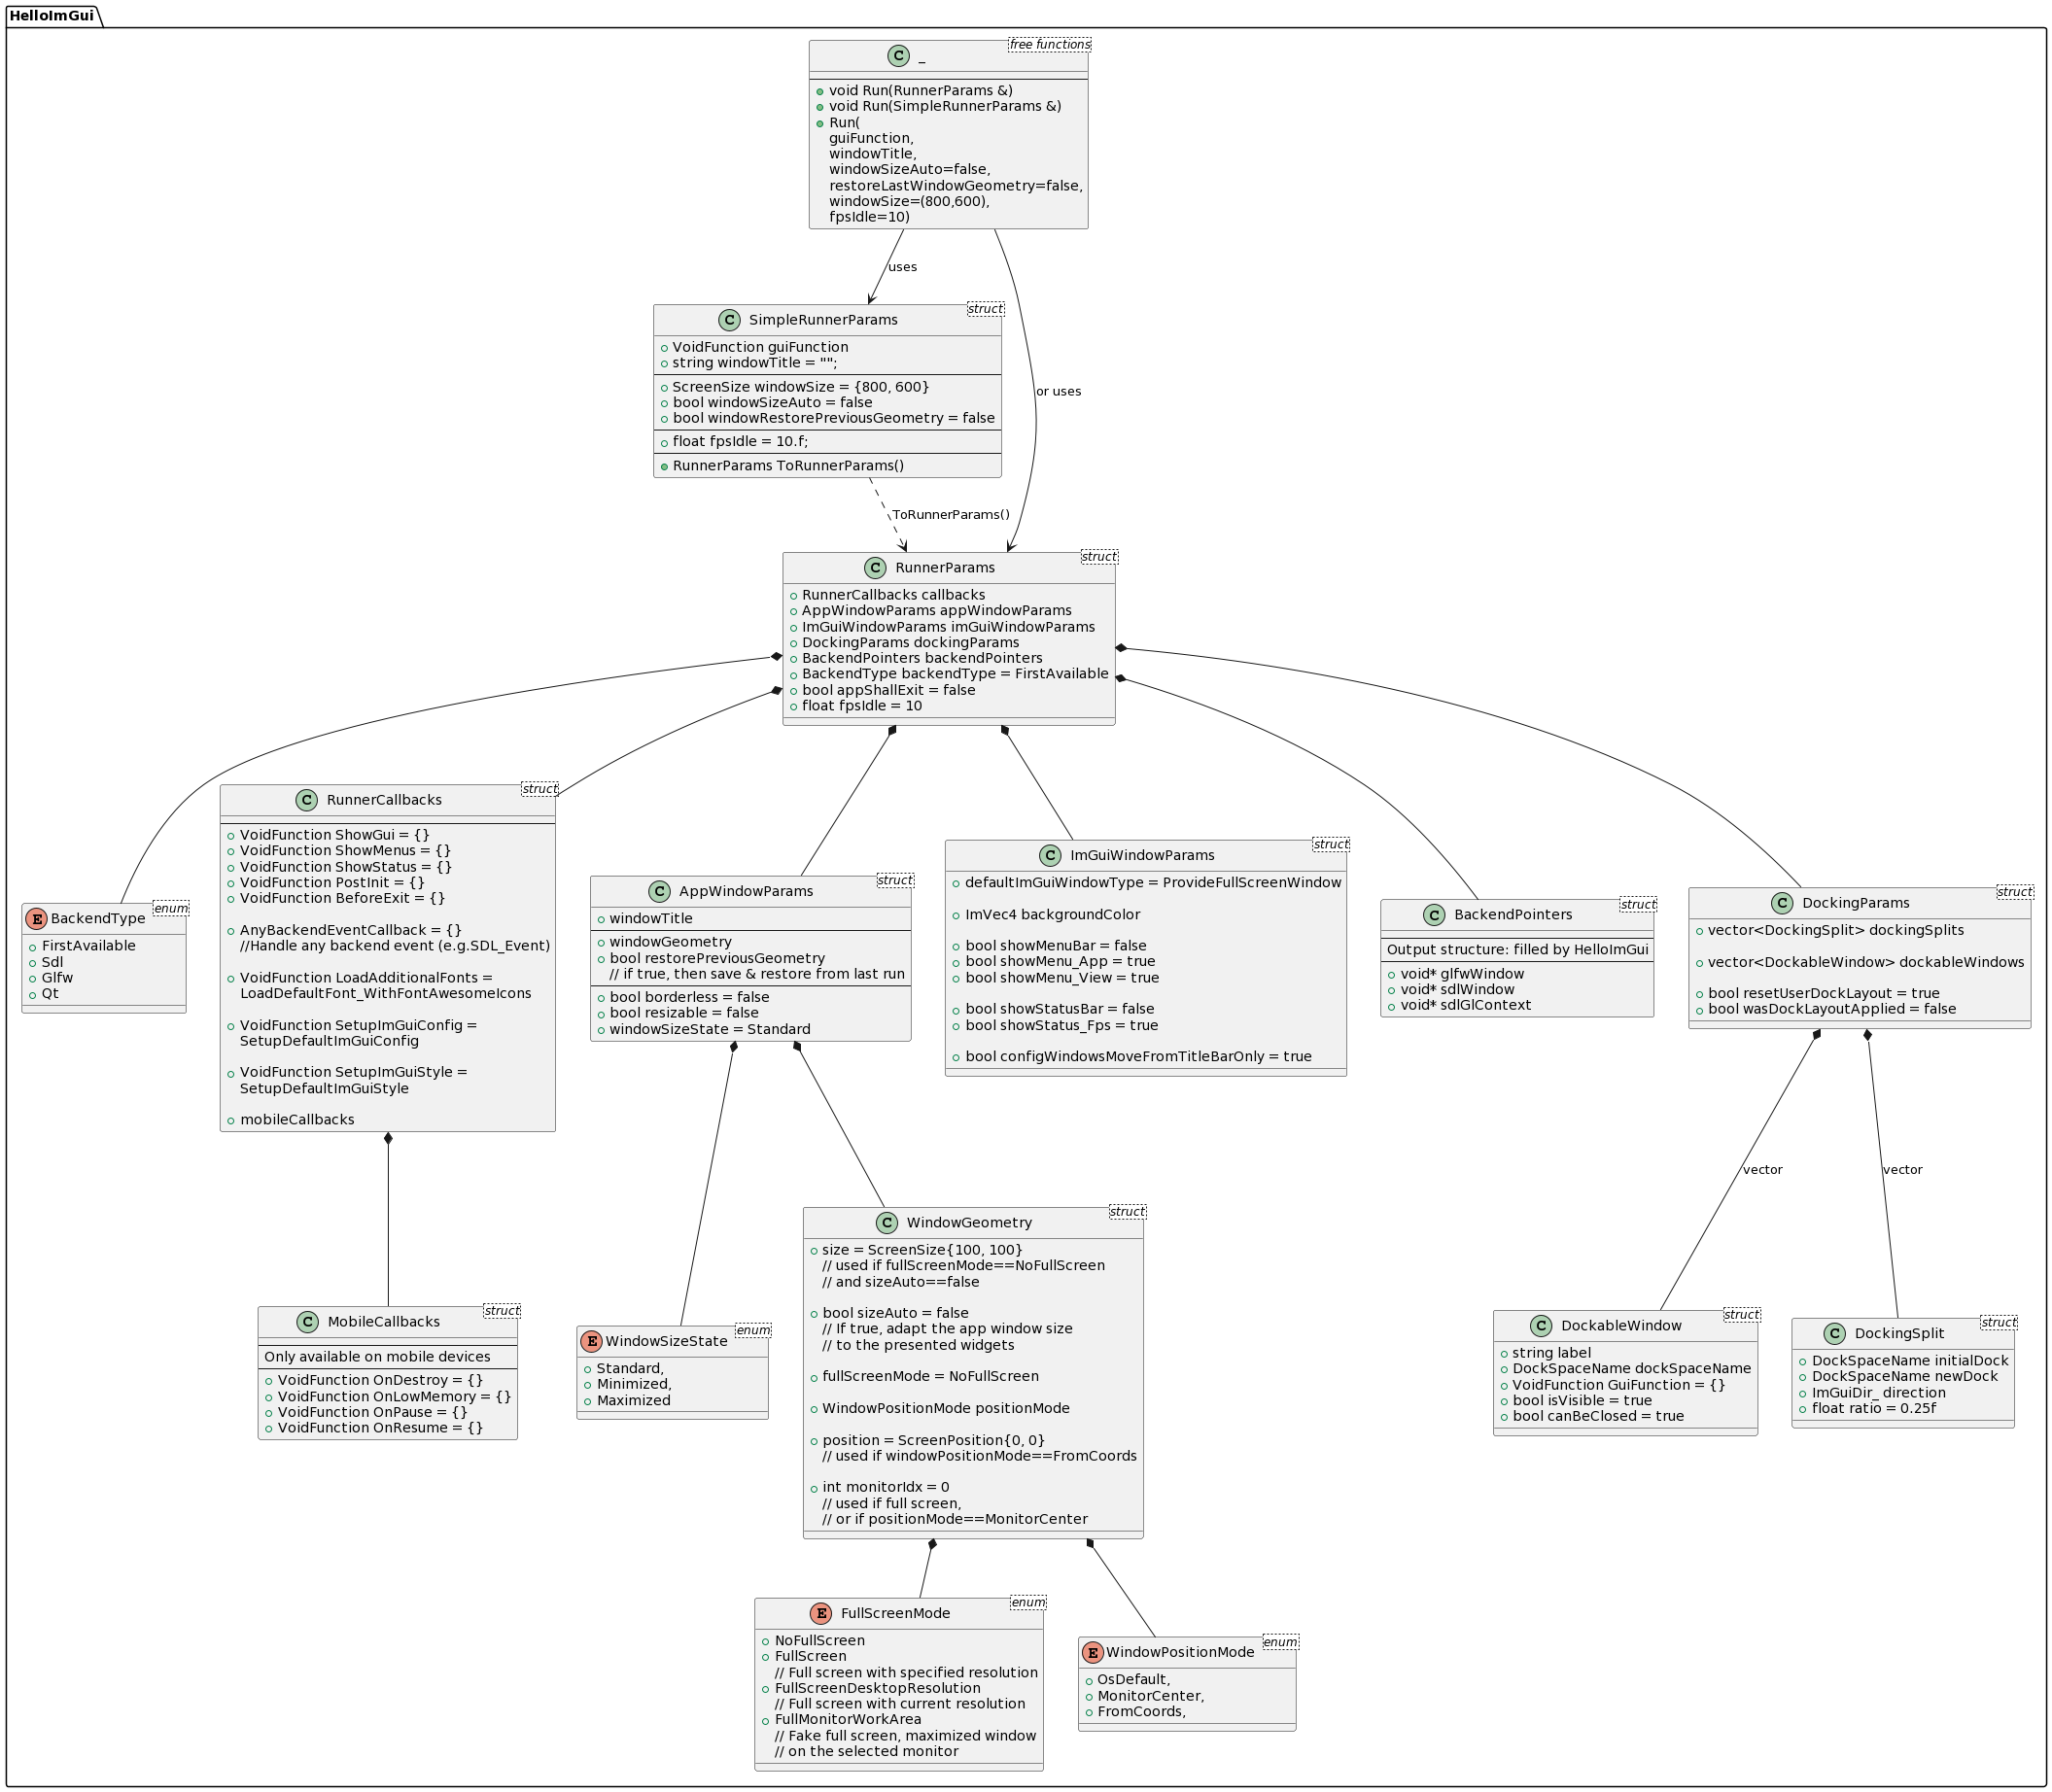 HelloImGui
free functions
C _
void Run(RunnerParams &)
void Run(SimpleRunnerParams &)
Run(
guiFunction,
windowTitle,
windowSizeAuto=false,
restoreLastWindowGeometry=false,
windowSize=(800,600),
fpsIdle=10)
uses
or uses
struct
C SimpleRunnerParams
VoidFunction guiFunction
string windowTitle = "";
ScreenSize windowSize = {800, 600}
bool windowSizeAuto = false
bool windowRestorePreviousGeometry = false
float fpsIdle = 10.f;
RunnerParams ToRunnerParams()
ToRunnerParams()
struct
C RunnerParams
RunnerCallbacks callbacks
AppWindowParams appWindowParams
ImGuiWindowParams imGuiWindowParams
DockingParams dockingParams
BackendPointers backendPointers
BackendType backendType = FirstAvailable
bool appShallExit = false
float fpsIdle = 10
enum
E BackendType
FirstAvailable
Sdl
Glfw
Qt
struct
C RunnerCallbacks
VoidFunction ShowGui = {}
VoidFunction ShowMenus = {}
VoidFunction ShowStatus = {}
VoidFunction PostInit = {}
VoidFunction BeforeExit = {}
AnyBackendEventCallback = {}
//Handle any backend event (e.g.SDL_Event)
VoidFunction LoadAdditionalFonts =
LoadDefaultFont_WithFontAwesomeIcons
VoidFunction SetupImGuiConfig =
SetupDefaultImGuiConfig
VoidFunction SetupImGuiStyle =
SetupDefaultImGuiStyle
mobileCallbacks
struct
C AppWindowParams
windowTitle
windowGeometry
bool restorePreviousGeometry
// if true, then save & restore from last run
bool borderless = false
bool resizable = false
windowSizeState = Standard
struct
C ImGuiWindowParams
defaultImGuiWindowType = ProvideFullScreenWindow
ImVec4 backgroundColor
bool showMenuBar = false
bool showMenu_App = true
bool showMenu_View = true
bool showStatusBar = false
bool showStatus_Fps = true
bool configWindowsMoveFromTitleBarOnly = true
struct
C BackendPointers
Output structure: filled by HelloImGui
void* glfwWindow
void* sdlWindow
void* sdlGlContext
struct
C DockingParams
vector<DockingSplit> dockingSplits
vector<DockableWindow> dockableWindows
bool resetUserDockLayout = true
bool wasDockLayoutApplied = false
vector
vector
struct
C MobileCallbacks
Only available on mobile devices
VoidFunction OnDestroy = {}
VoidFunction OnLowMemory = {}
VoidFunction OnPause = {}
VoidFunction OnResume = {}
enum
E WindowSizeState
Standard,
Minimized,
Maximized
struct
C WindowGeometry
size = ScreenSize{100, 100}
// used if fullScreenMode==NoFullScreen
// and sizeAuto==false
bool sizeAuto = false
// If true, adapt the app window size
// to the presented widgets
fullScreenMode = NoFullScreen
WindowPositionMode positionMode
position = ScreenPosition{0, 0}
// used if windowPositionMode==FromCoords
int monitorIdx = 0
// used if full screen,
// or if positionMode==MonitorCenter
struct
C DockableWindow
string label
DockSpaceName dockSpaceName
VoidFunction GuiFunction = {}
bool isVisible = true
bool canBeClosed = true
struct
C DockingSplit
DockSpaceName initialDock
DockSpaceName newDock
ImGuiDir_ direction
float ratio = 0.25f
enum
E FullScreenMode
NoFullScreen
FullScreen
// Full screen with specified resolution
FullScreenDesktopResolution
// Full screen with current resolution
FullMonitorWorkArea
// Fake full screen, maximized window
// on the selected monitor
enum
E WindowPositionMode
OsDefault,
MonitorCenter,
FromCoords,